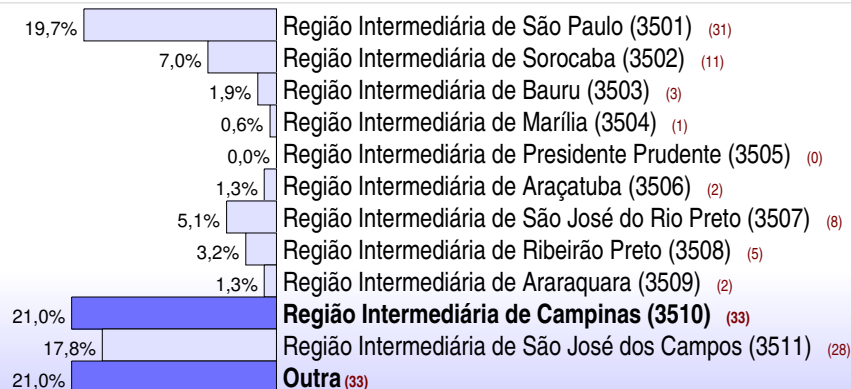 19,7% Região Intermediária de São Paulo (3501) (31)
7,0% Região Intermediária de Sorocaba (3502) (11)
1,9% Região Intermediária de Bauru (3503) (3)
0,6% Região Intermediária de Marília (3504) (1)
0,0% Região Intermediária de Presidente Prudente (3505) (0)
1,3% Região Intermediária de Araçatuba (3506) (2)
5,1% Região Intermediária de São José do Rio Preto (3507) (8)
3,2% Região Intermediária de Ribeirão Preto (3508) (5)
1,3% Região Intermediária de Araraquara (3509) (2)
21,0% Região Intermediária de Campinas (3510) (33)
17,8% Região Intermediária de São José dos Campos (3511) (28)
21,0% Outra (33)